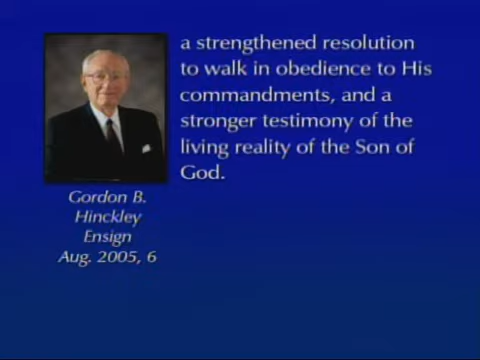 a strengthened resolution
to walk in obedience to His
commandments, and a
stronger testimony of the
living reality of the Son of
God.
Gordon B.
Hinckley
Ensign
Aug. 2005, 6